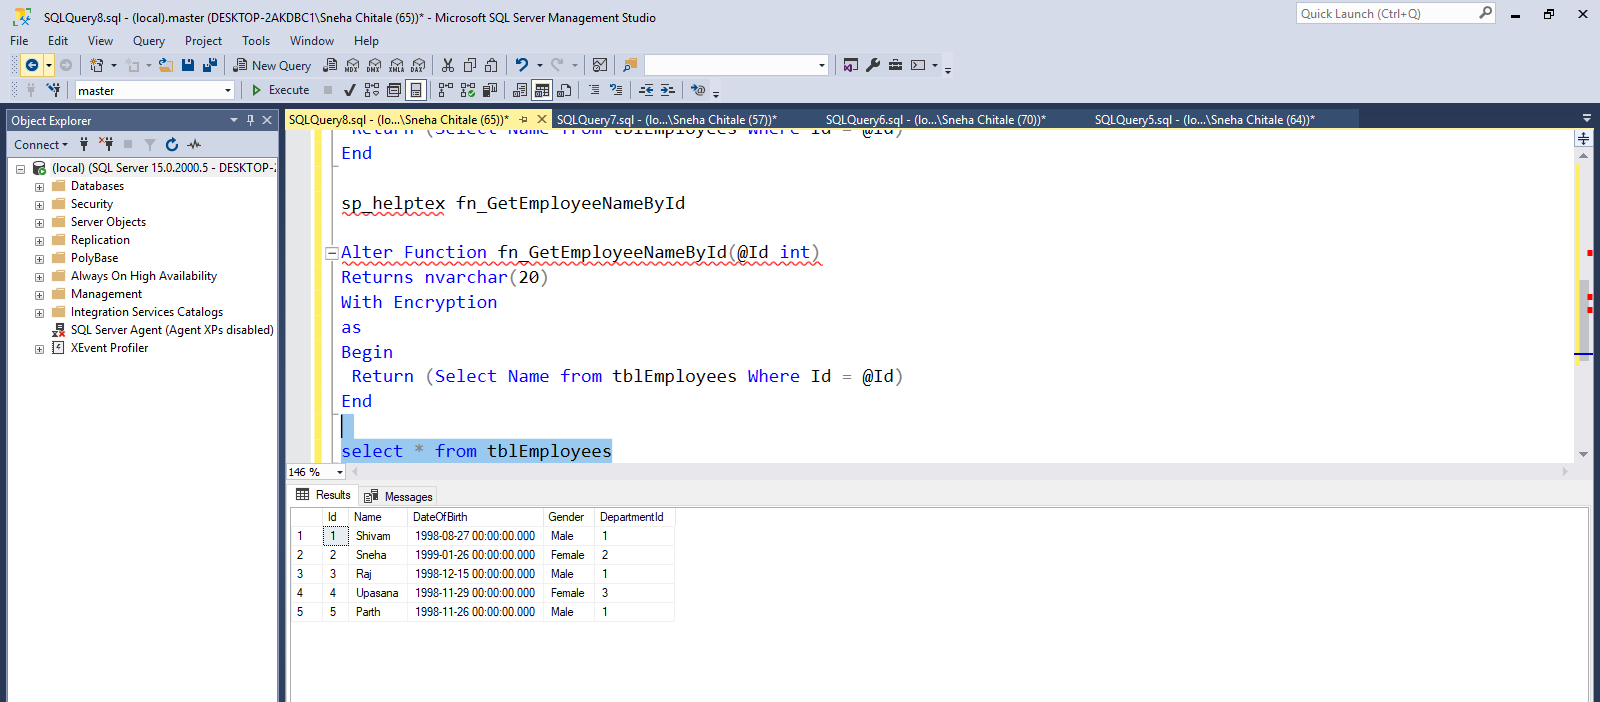 SQLQuery8.sql - (local).master (DESKTOP-2AKDBC1\Sneha Chitale (65))* - Microsoft SQL Server Management Studio
Quick Launch (Ctrl+Q)
File Edit View Query Project Tools Window Help
New Query MDX DMX XMLA DAX
master Execute
Object Explorer
SQLQuery8.sql - (lo...\Sneha Chitale (65))* SQLQuery7.sql - (lo...\Sneha Chitale (57))* SQLQuery6.sql - (lo...\Sneha Chitale (70))* SQLQuery5.sql - (lo...\Sneha Chitale (64))*
Connect
(local) (SQL Server 15.0.2000.5 - DESKTOP-2
Databases
Security
Server Objects
Replication
PolyBase
Always On High Availability
Management
Integration Services Catalogs
SQL Server Agent (Agent XPs disabled)
XEvent Profiler
Return (Select Name from tblEmployees Where Id = @Id)
End
sp_helptex fn_GetEmployeeNameById
Alter Function fn_GetEmployeeNameById(@Id int)
Returns nvarchar(20)
With Encryption
as
Begin
Return (Select Name from tblEmployees Where Id = @Id)
End
select * from tblEmployees
146 %
Results Messages
Id Name DateOfBirth Gender DepartmentId
1 1 Shivam 1998-08-27 00:00:00.000 Male 1
2 2 Sneha 1999-01-26 00:00:00.000 Female 2
3 3 Raj 1998-12-15 00:00:00.000 Male 1
4 4 Upasana 1998-11-29 00:00:00.000 Female 3
5 5 Parth 1998-11-26 00:00:00.000 Male 1